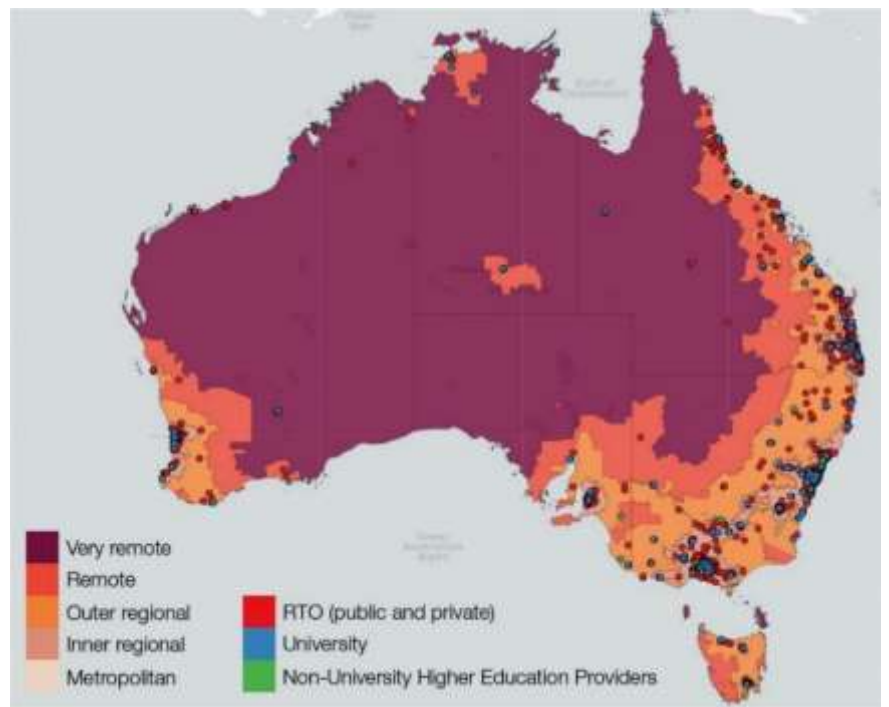 Very remote
Remote
Outer regional
Inner regional
Metropolitan
RTO (public and private)
University
Non-University Higher Education Providers